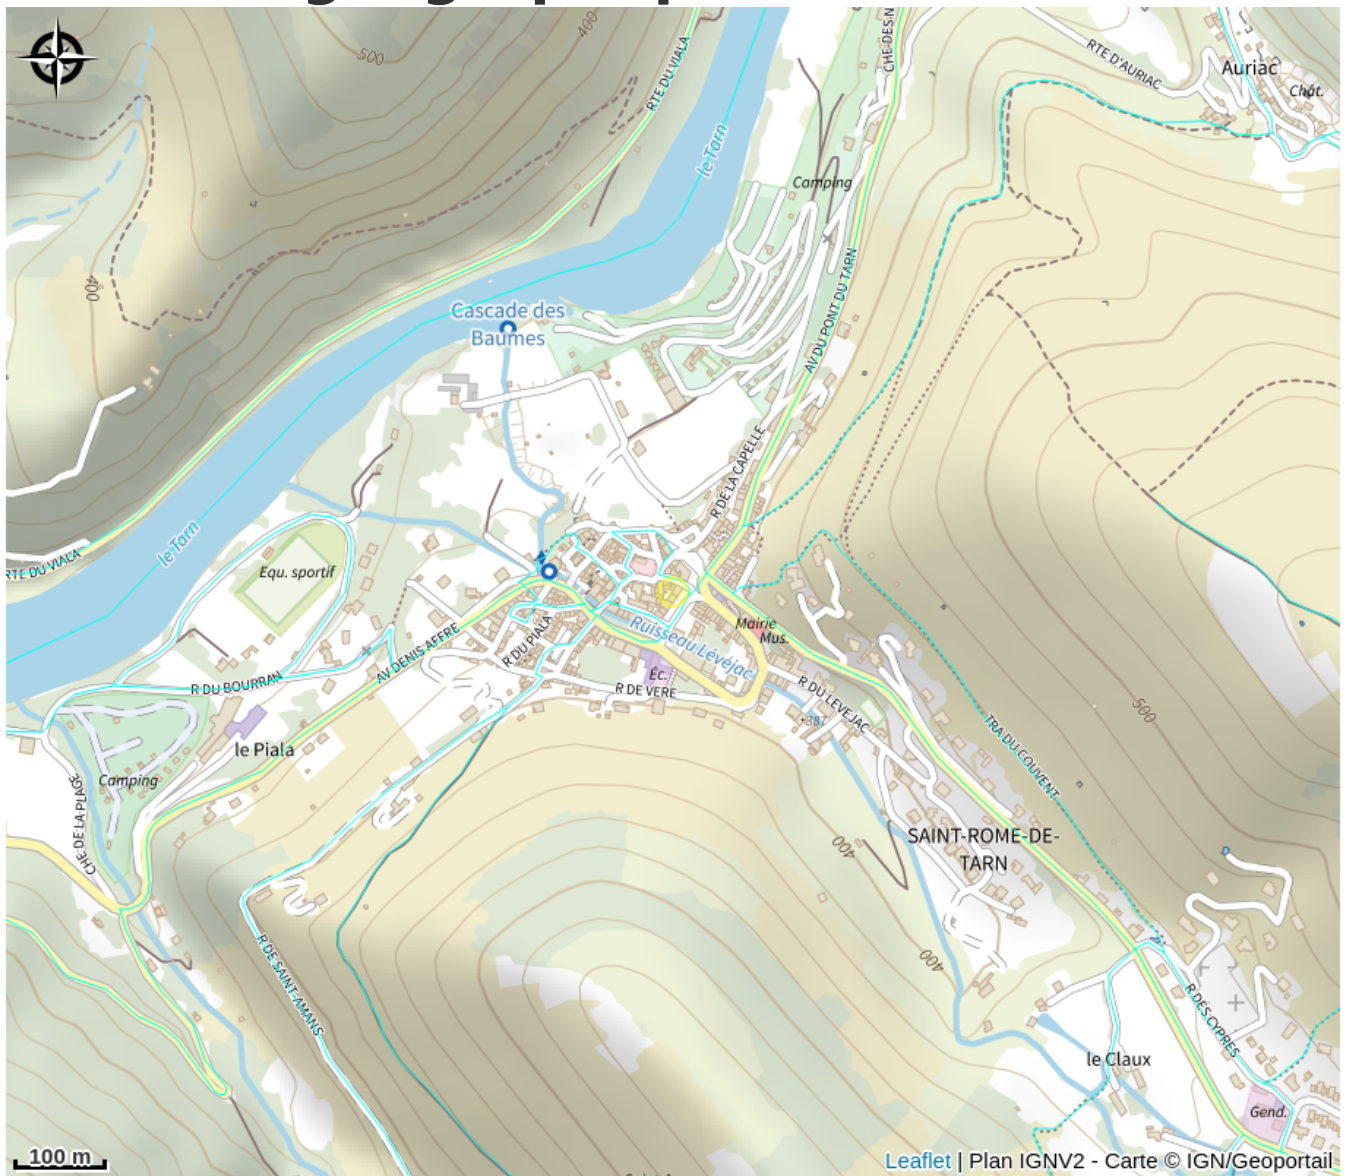 500
400
RTE DU VIALA
le Tarn
CHE DES N
RTE D'AURIAC
Auriac
Chât.
Camping
400
Cascade des
Baumes
AV DU PONT DU TARN
R DE LA CAPELLE
le Tarn
RTE DU VIALA
Equ. sportif
R DU PIALA
AV DENIS AFFRE
Ruisseau Lévéjac
Mairie
Mus.
Éc.
R DE VERE
R DU BOURRAN
R DU LEVEJAC
387
500
TRA DU COUVENT
le Piala
Camping
CHE DE LA PLAGE
400
SAINT-ROME-DE-
TARN
400
R DE SAINT-AMANS
R DES CYPRES
le Claux
Gend.
100 m
Leaflet | Plan IGNV2 - Carte © IGN/Geoportail